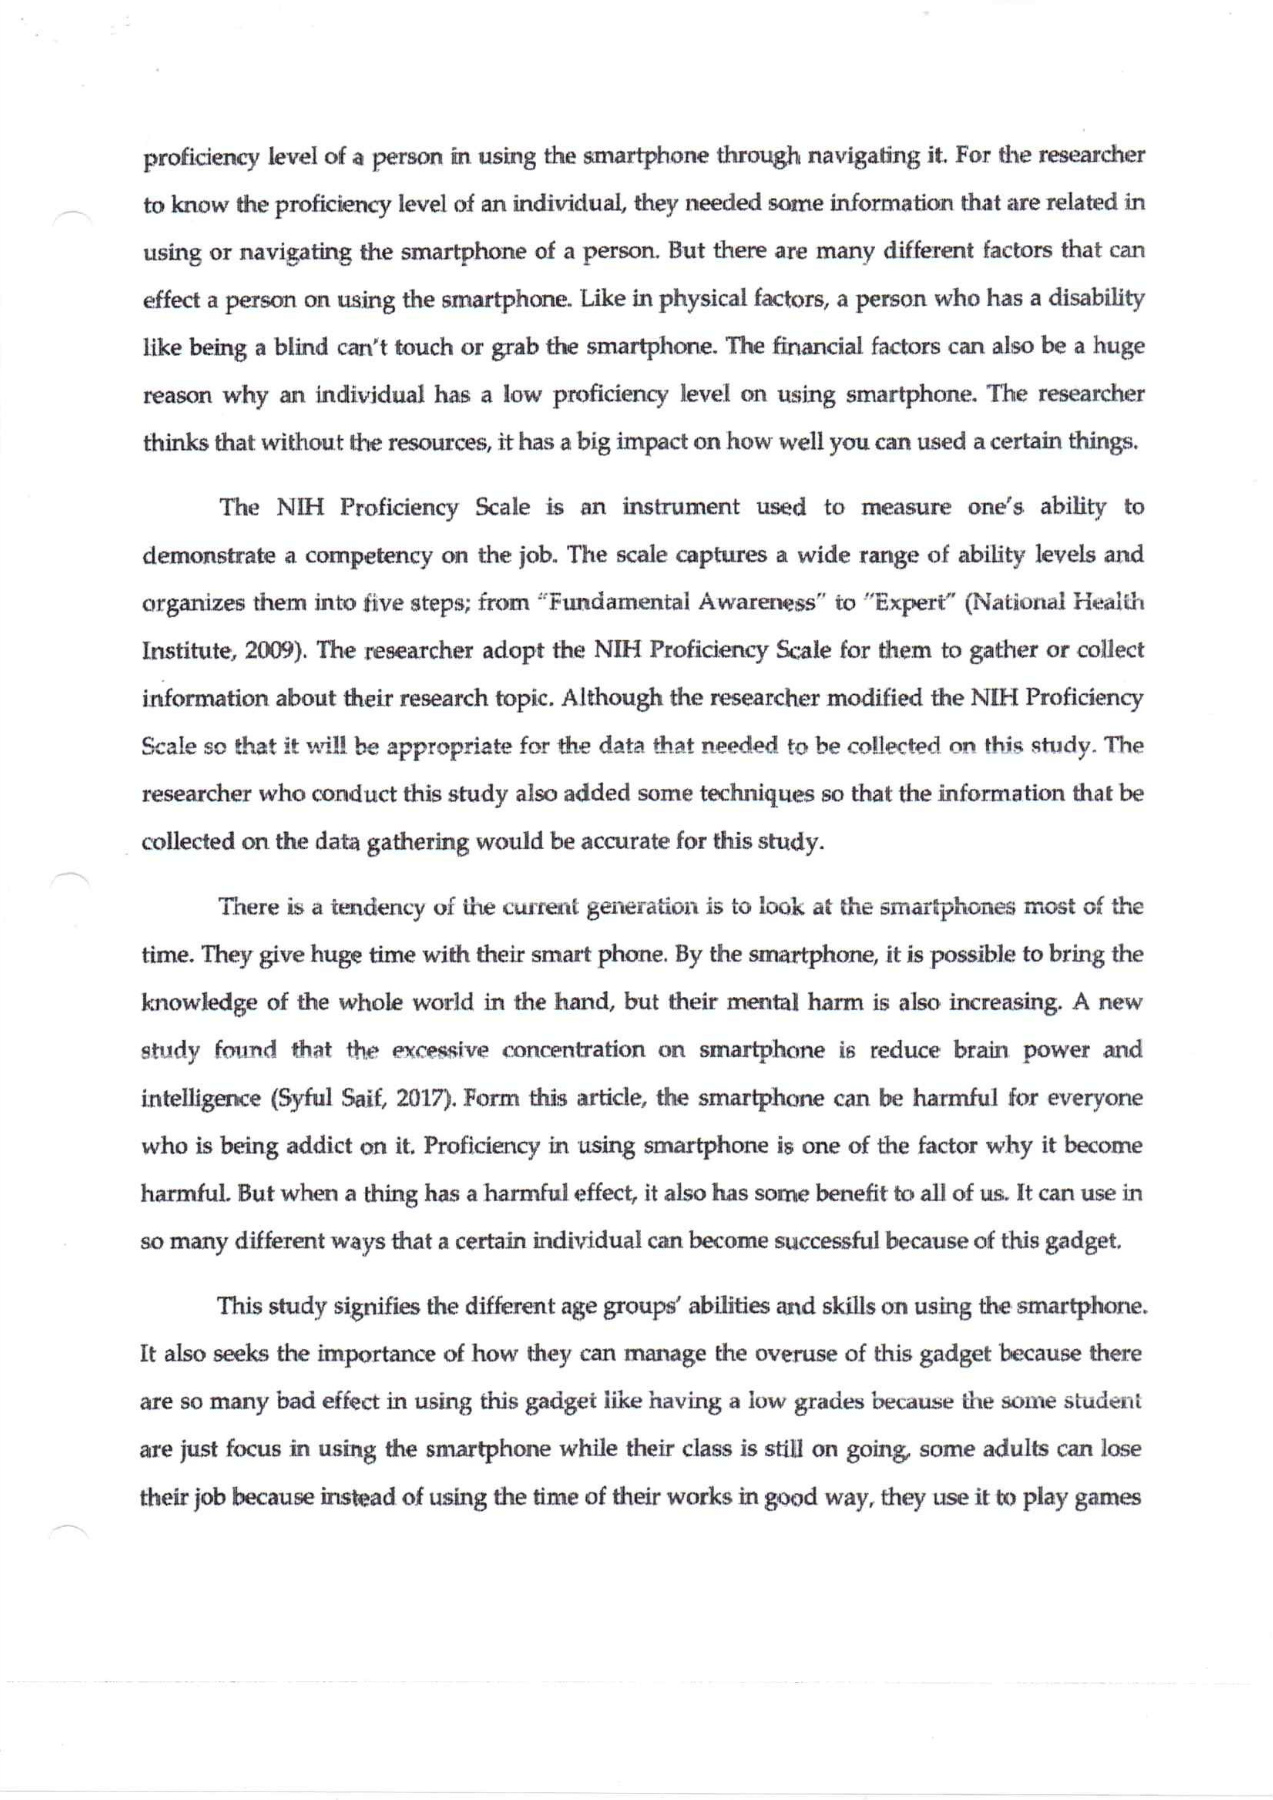 proficiency level of a person in using the smartphone through navigating it. For the researcher
to know the proficiency level of an individual, they needed some information that are related in
using or navigating the smartphone of a person. But there are many different factors that can
effect a person on using the smartphone. Like in physical factors, a person who has a disability
like being a blind can't touch or grab the smartphone. The financial factors can also be a huge
reason why an individual has a low proficiency level on using smartphone. The researcher
thinks that without the resources, it has a big impact on how well you can used a certain things.
The NIH Proficiency Scale is an instrument used to measure one's ability to
demonstrate a competency on the job. The scale captures a wide range of ability levels and
organizes them into five steps; from "Fundamental Awareness" to "Expert" (National Health
Institute, 2009). The researcher adopt the NIH Proficiency Scale for them to gather or collect
information about their research topic. Although the researcher modified the NIH Proficiency
Scale so that it will be appropriate for the data that needed to be collected on this study. The
researcher who conduct this study also added some techniques so that the information that be
collected on the data gathering would be accurate for this study.
There is a tendency of the current generation is to look at the smartphones most of the
time. They give huge time with their smart phone. By the smartphone, it is possible to bring the
knowledge of the whole world in the hand, but their mental harm is also increasing. A new
study found that the excessive concentration on smartphone is reduce brain power and
intelligence (Syful Saif, 2017). Form this article, the smartphone can be harmful for everyone
who is being addict on it. Proficiency in using smartphone is one of the factor why it become
harmful. But when a thing has a harmful effect, it also has some benefit to all of us. It can use in
so many different ways that a certain individual can become successful because of this gadget.
This study signifies the different age groups' abilities and skills on using the smartphone.
It also seeks the importance of how they can manage the overuse of this gadget because there
are so many bad effect in using this gadget like having a low grades because the some student
are just focus in using the smartphone while their class is still on going, some adults can lose
their job because instead of using the time of their works in good way, they use it to play games